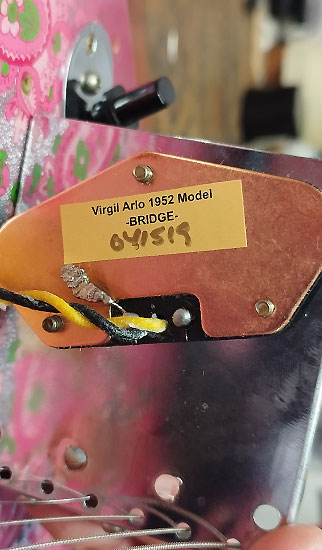 Virgil Arlo 1952 Model
-BRIDGE-
041519